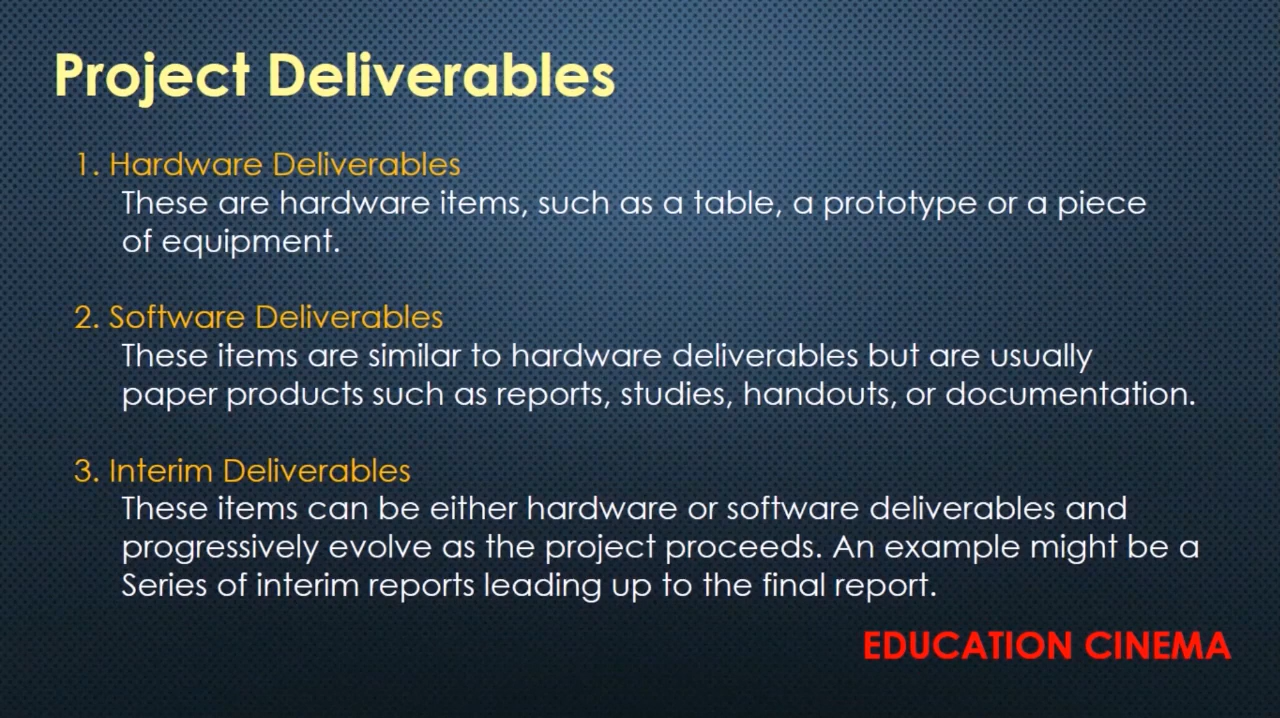 Project Deliverables
1. Hardware Deliverables
These are hardware items, such as a table, a prototype or a piece
of equipment.
2. Software Deliverables
These items are similar to hardware deliverables but are usually
paper products such as reports, studies, handouts, or documentation.
3. Interim Deliverables
These items can be either hardware or software deliverables and
progressively evolve as the project proceeds. An example might be a
Series of interim reports leading up to the final report.
EDUCATION CINEMA